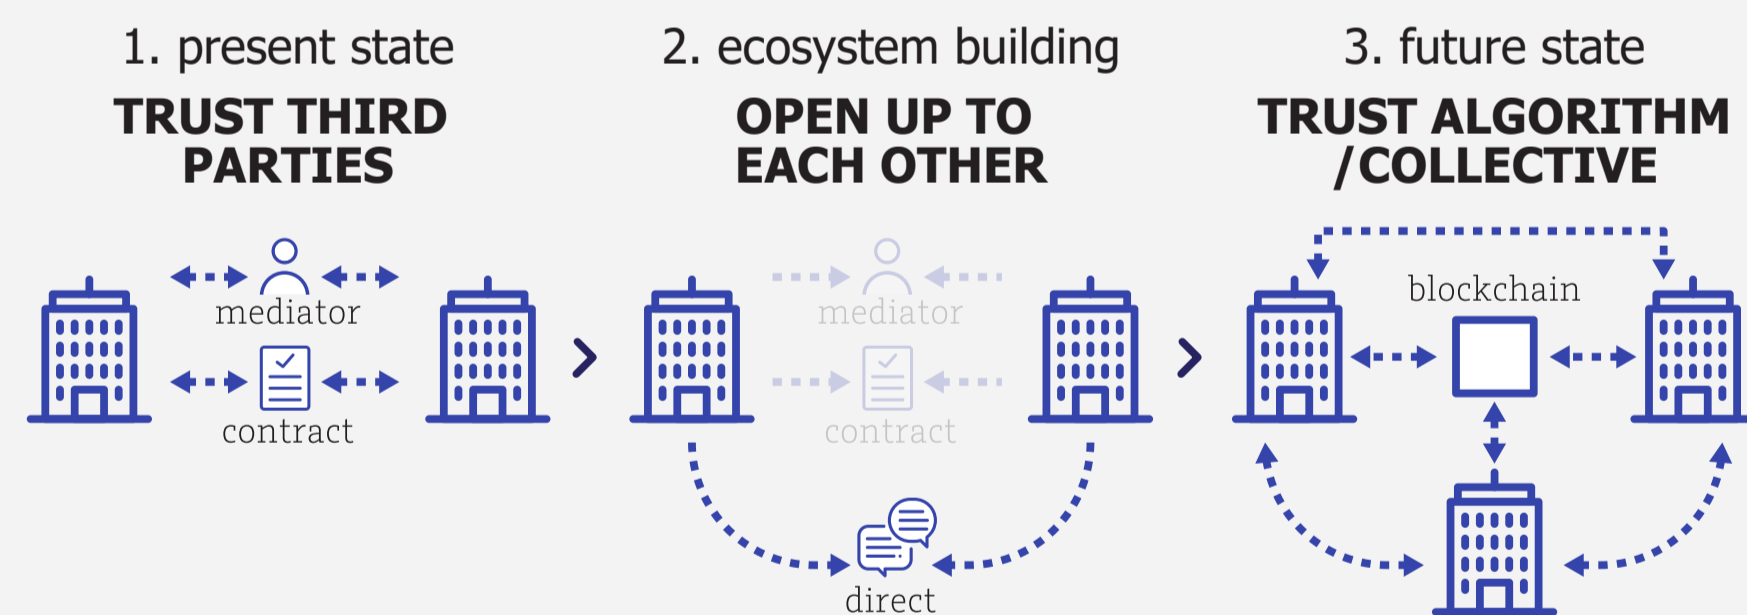 1. present state
TRUST THIRD
PARTIES
mediator
contract
2. ecosystem building
OPEN UP TO
EACH OTHER
mediator
contract
direct
3. future state
TRUST ALGORITHM
/COLLECTIVE
blockchain